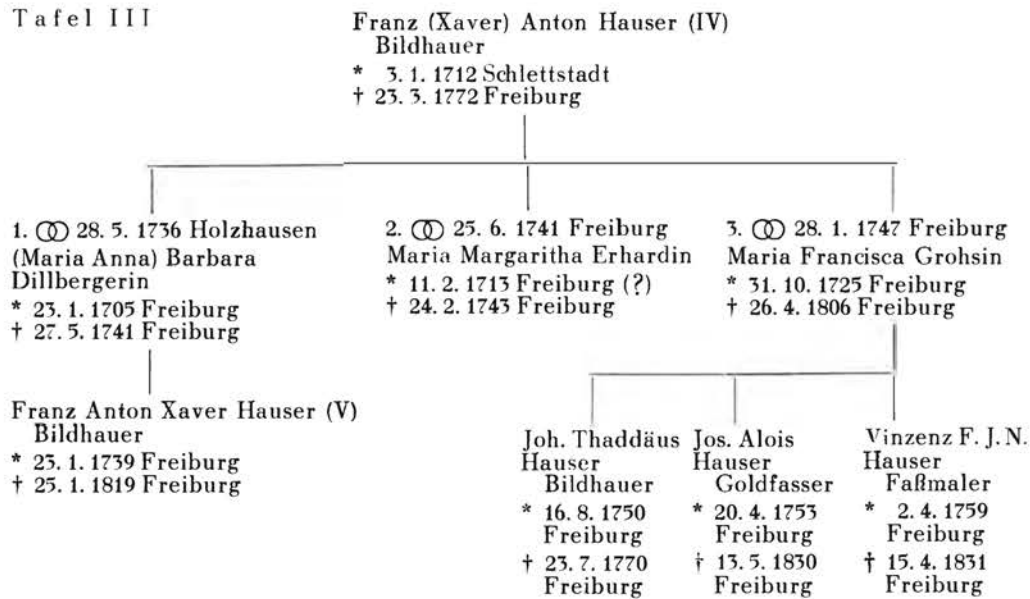 Tafel III
Franz (Xaver) Anton Hauser (IV)
Bildhauer
* 3. 1. 1712 Schlettstadt
† 23. 3. 1772 Freiburg
1. ⚭ 28. 5. 1736 Holzhausen
(Maria Anna) Barbara
Dillbergerin
* 23. 1. 1705 Freiburg
† 27. 5. 1741 Freiburg
2. ⚭ 25. 6. 1741 Freiburg
Maria Margaritha Erhardin
* 11. 2. 1713 Freiburg (?)
† 24. 2. 1743 Freiburg
3. ⚭ 28. 1. 1747 Freiburg
Maria Francisca Grohsin
* 31. 10. 1725 Freiburg
† 26. 4. 1806 Freiburg
Franz Anton Xaver Hauser (V)
Bildhauer
* 23. 1. 1739 Freiburg
† 25. 1. 1819 Freiburg
Joh. Thaddäus
Hauser
Bildhauer
* 16. 8. 1750
Freiburg
† 23. 7. 1770
Freiburg
Jos. Alois
Hauser
Goldfasser
* 20. 4. 1753
Freiburg
† 13. 5. 1830
Freiburg
Vinzenz F. J. N.
Hauser
Faßmaler
* 2. 4. 1759
Freiburg
† 15. 4. 1831
Freiburg